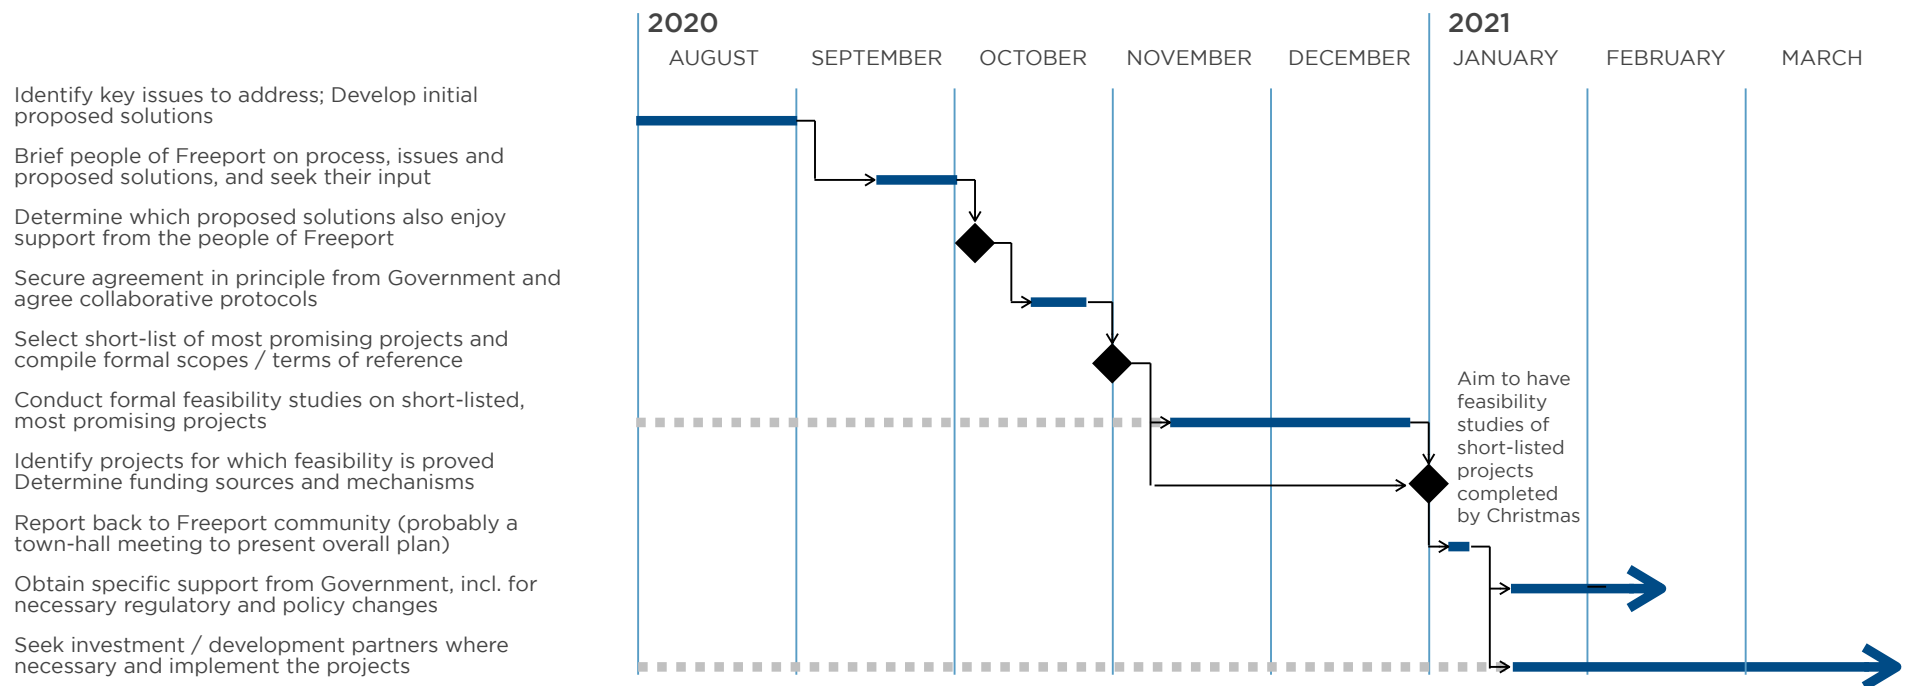 2020
2021
AUGUST SEPTEMBER OCTOBER NOVEMBER DECEMBER JANUARY FEBRUARY MARCH
Identify key issues to address; Develop initial
proposed solutions
Brief people of Freeport on process, issues and
proposed solutions, and seek their input
Determine which proposed solutions also enjoy
support from the people of Freeport
Secure agreement in principle from Government and
agree collaborative protocols
Select short-list of most promising projects and
compile formal scopes / terms of reference
Conduct formal feasibility studies on short-listed,
most promising projects
Identify projects for which feasibility is proved
Determine funding sources and mechanisms
Report back to Freeport community (probably a
town-hall meeting to present overall plan)
Obtain specific support from Government, incl. for
necessary regulatory and policy changes
Seek investment / development partners where
necessary and implement the projects
Aim to have
feasibility
studies of
short-listed
projects
completed
by Christmas